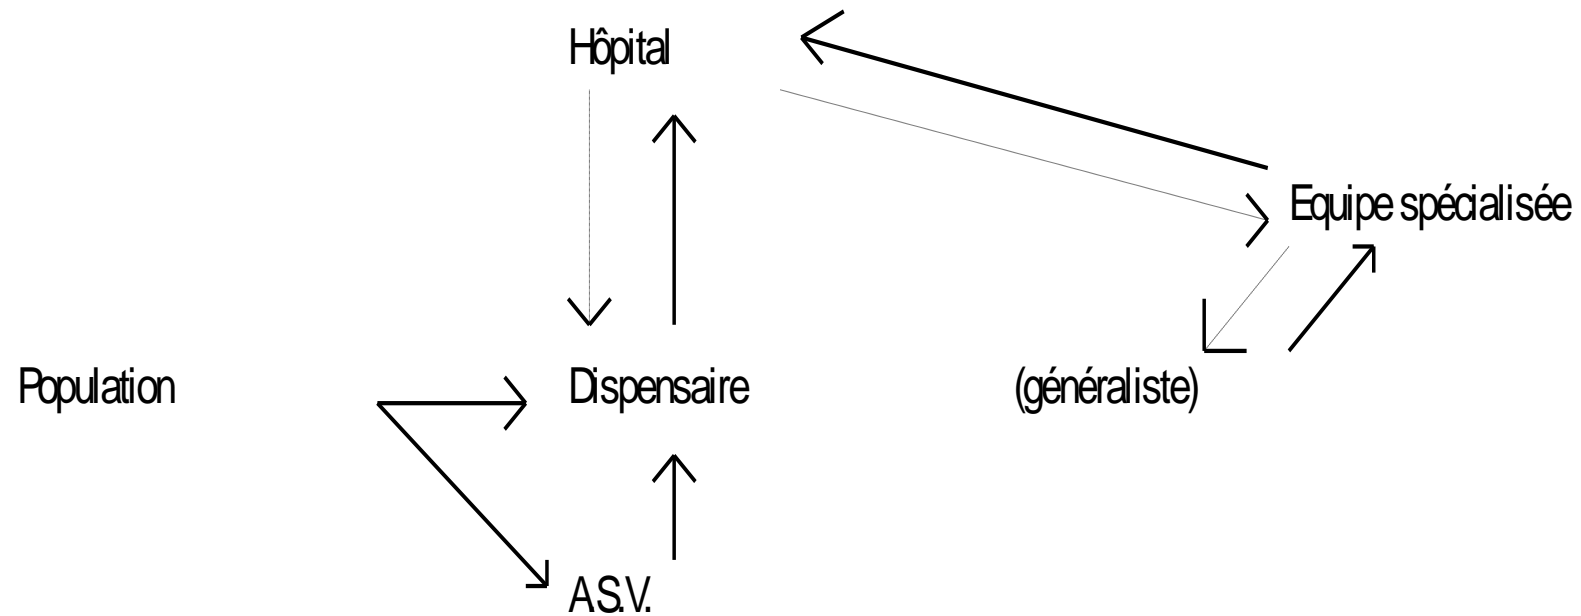 Hôpital
Equipe spécialisée
Population
Dispensaire
(généraliste)
A.S.V.